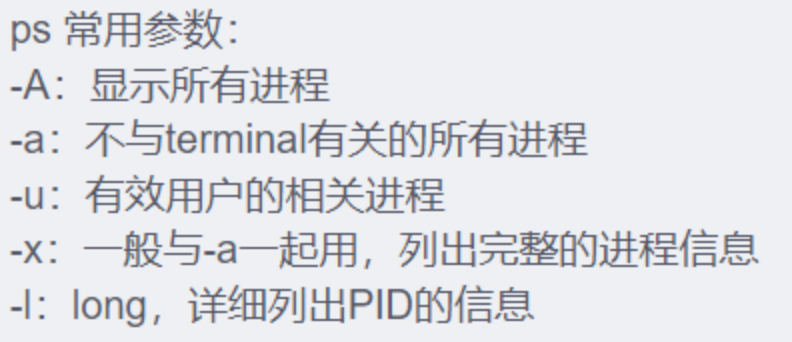 ps 常用参数：
-A：显示所有进程
-a：不与terminal有关的所有进程
-u：有效用户的相关进程
-x：一般与-a一起用，列出完整的进程信息
-l：long，详细列出PID的信息